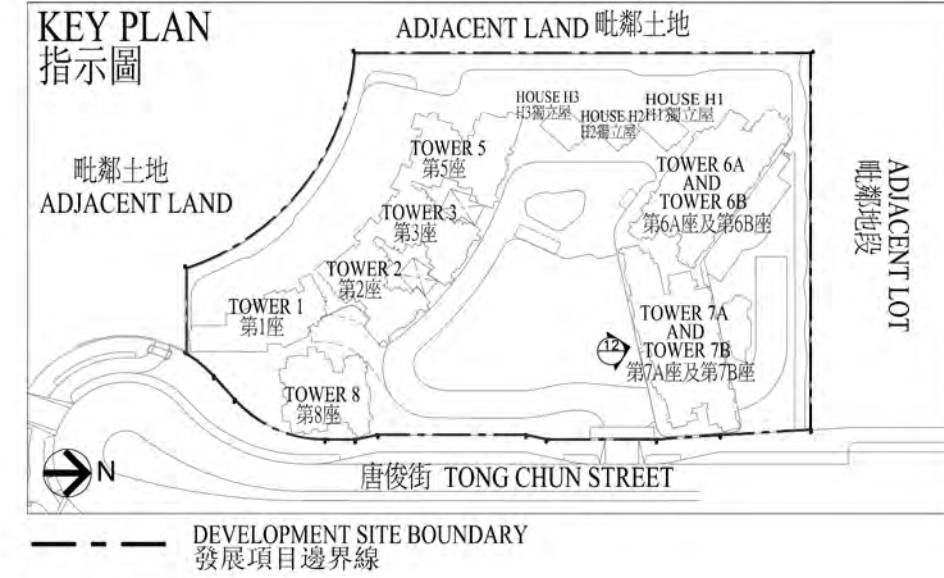 KEY PLAN
指示圖
ADJACENT LAND 毗鄰土地
毗鄰土地
ADJACENT LAND
HOUSE H3
H3獨立屋
HOUSE H2
H2獨立屋
HOUSE H1
H1獨立屋
TOWER 5
第5座
TOWER 6A
AND
TOWER 6B
第6A座及第6B座
ADJACENT LOT
毗鄰地段
TOWER 3
第3座
TOWER 2
第2座
TOWER 1
第1座
TOWER 7A
AND
TOWER 7B
第7A座及第7B座
12
TOWER 8
第8座
N
唐俊街 TONG CHUN STREET
DEVELOPMENT SITE BOUNDARY
發展項目邊界線